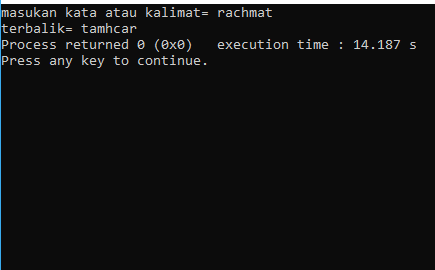 masukan kata atau kalimat= rachmat
terbalik= tamhcar
Process returned 0 (0x0)   execution time : 14.187 s
Press any key to continue.